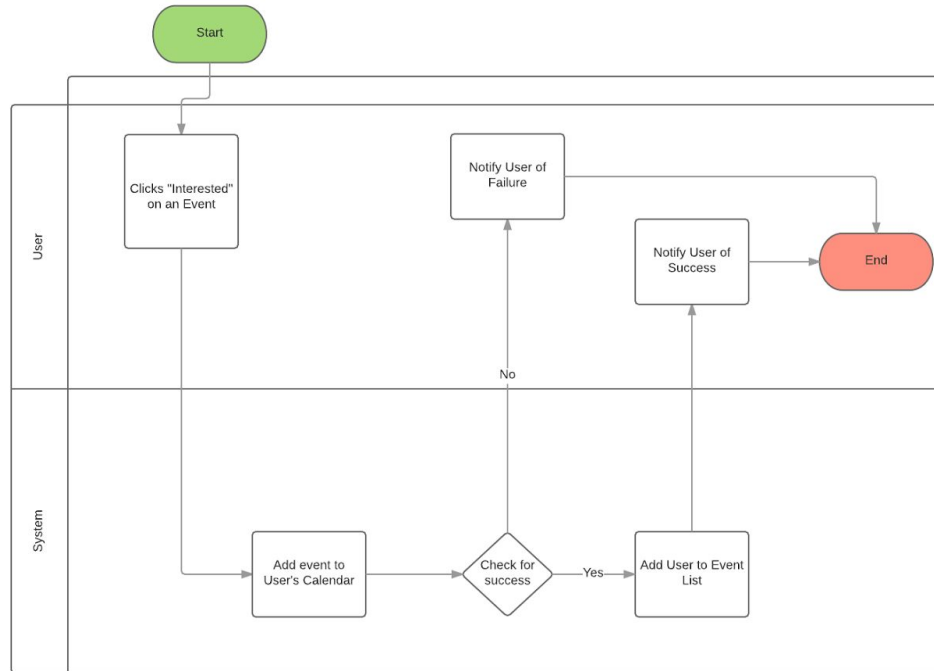 Start
User
Clicks "Interested"
on an Event
Notify User of
Failure
Notify User of
Success
End
No
System
Add event to
User's Calendar
Check for
success
Yes
Add User to Event
List